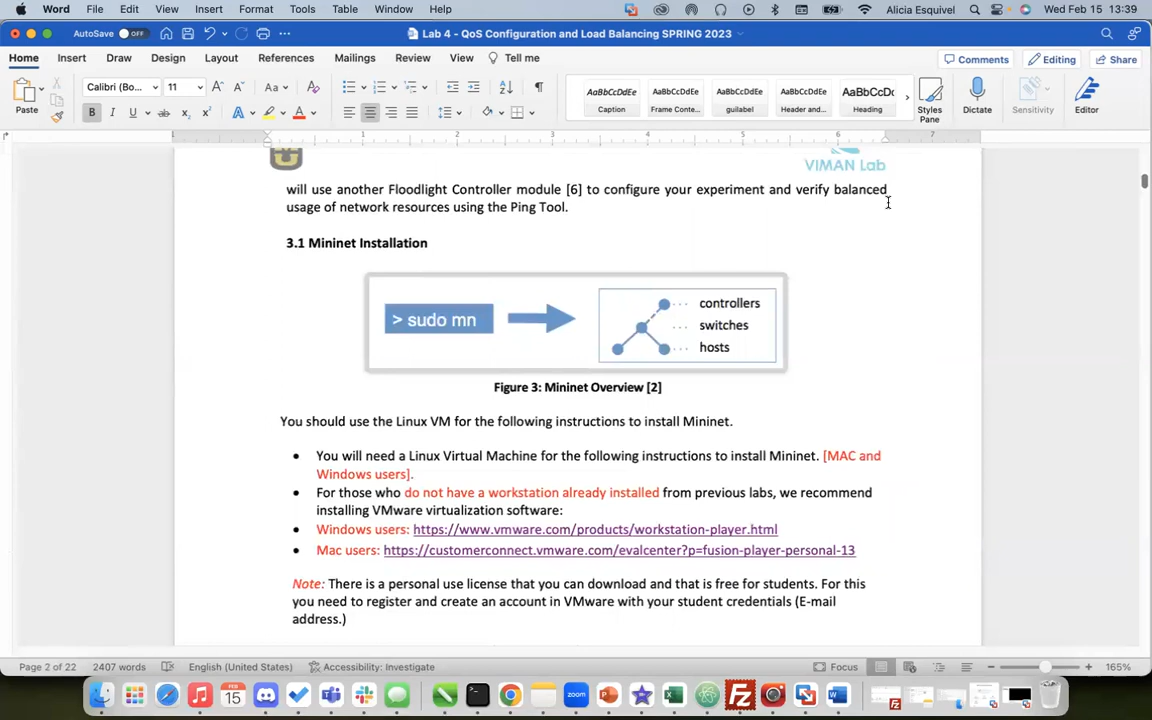 Word File Edit View Insert Format Tools Table Window Help Alicia Esquivel Wed Feb 15 13:39
AutoSave OFF Lab 4 - QoS Configuration and Load Balancing SPRING 2023
Home Insert Draw Design Layout References Mailings Review View Tell me Comments Editing Share
Paste Calibri (Bo... 11 Aa AaBbCcDdEe AaBbCcDdEe AaBbCcDdEe AaBbCcDdEe AaBbCcDc
Caption Frame Conte... guilabel Header and... Heading Styles Pane Dictate Sensitivity Editor
1 1 2 3 4 5 6 7
VIMAN Lab
will use another Floodlight Controller module [6] to configure your experiment and verify balanced
usage of network resources using the Ping Tool.
3.1 Mininet Installation
> sudo mn
controllers
switches
hosts
Figure 3: Mininet Overview [2]
You should use the Linux VM for the following instructions to install Mininet.
• You will need a Linux Virtual Machine for the following instructions to install Mininet. [MAC and
Windows users].
• For those who do not have a workstation already installed from previous labs, we recommend
installing VMware virtualization software:
• Windows users: https://www.vmware.com/products/workstation-player.html
• Mac users: https://customerconnect.vmware.com/evalcenter?p=fusion-player-personal-13
Note: There is a personal use license that you can download and that is free for students. For this
you need to register and create an account in VMware with your student credentials (E-mail
address.)
Page 2 of 22 2407 words English (United States) Accessibility: Investigate Focus 165%
FEB 15